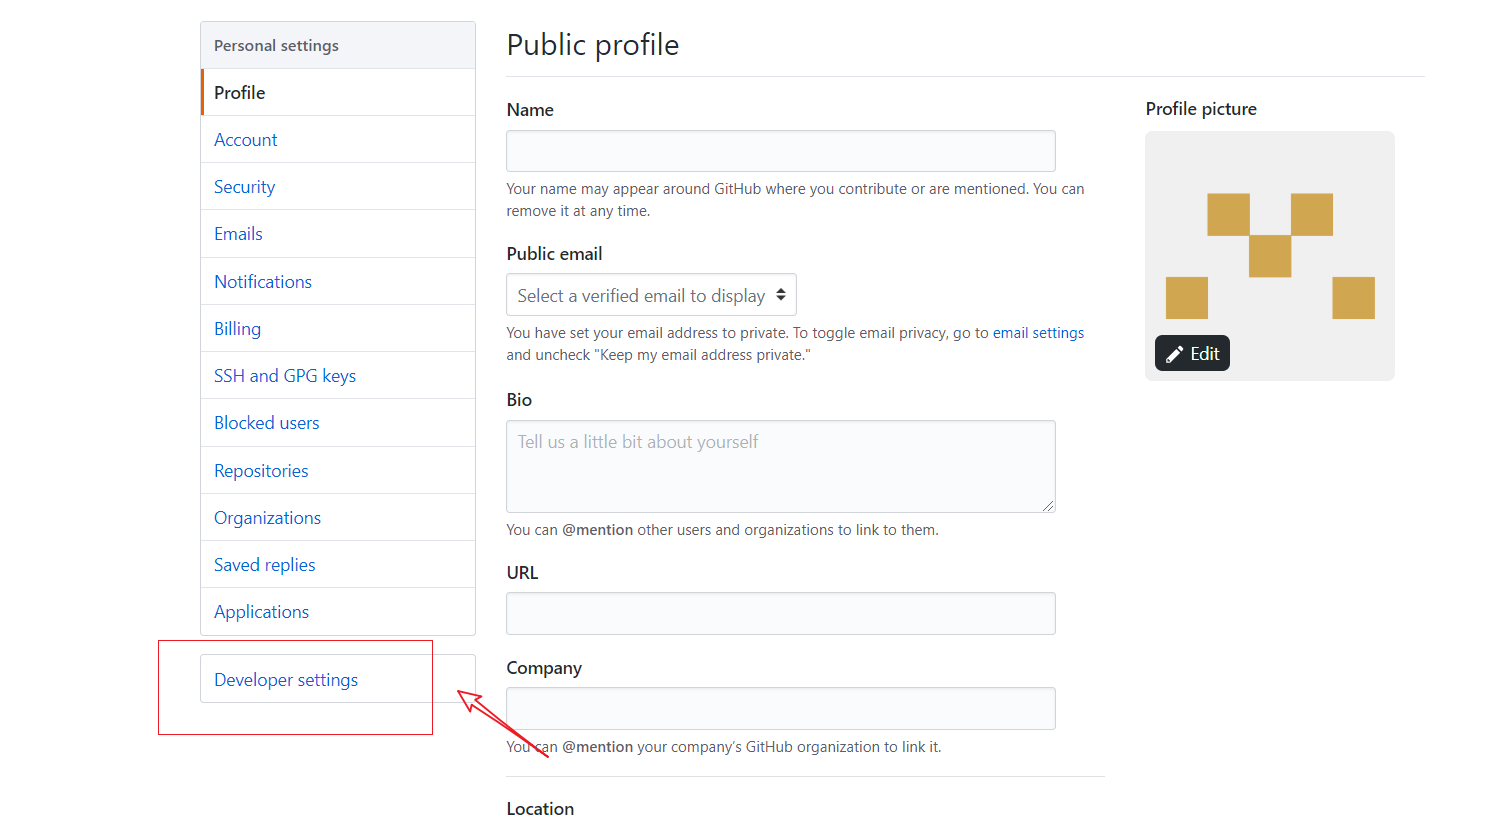 Personal settings
Profile
Account
Security
Emails
Notifications
Billing
SSH and GPG keys
Blocked users
Repositories
Organizations
Saved replies
Applications
Developer settings
Public profile
Name
Your name may appear around GitHub where you contribute or are mentioned. You can
remove it at any time.
Public email
Select a verified email to display
You have set your email address to private. To toggle email privacy, go to email settings
and uncheck "Keep my email address private."
Bio
Tell us a little bit about yourself
You can @mention other users and organizations to link to them.
URL
Company
You can @mention your company’s GitHub organization to link it.
Location
Profile picture
Edit